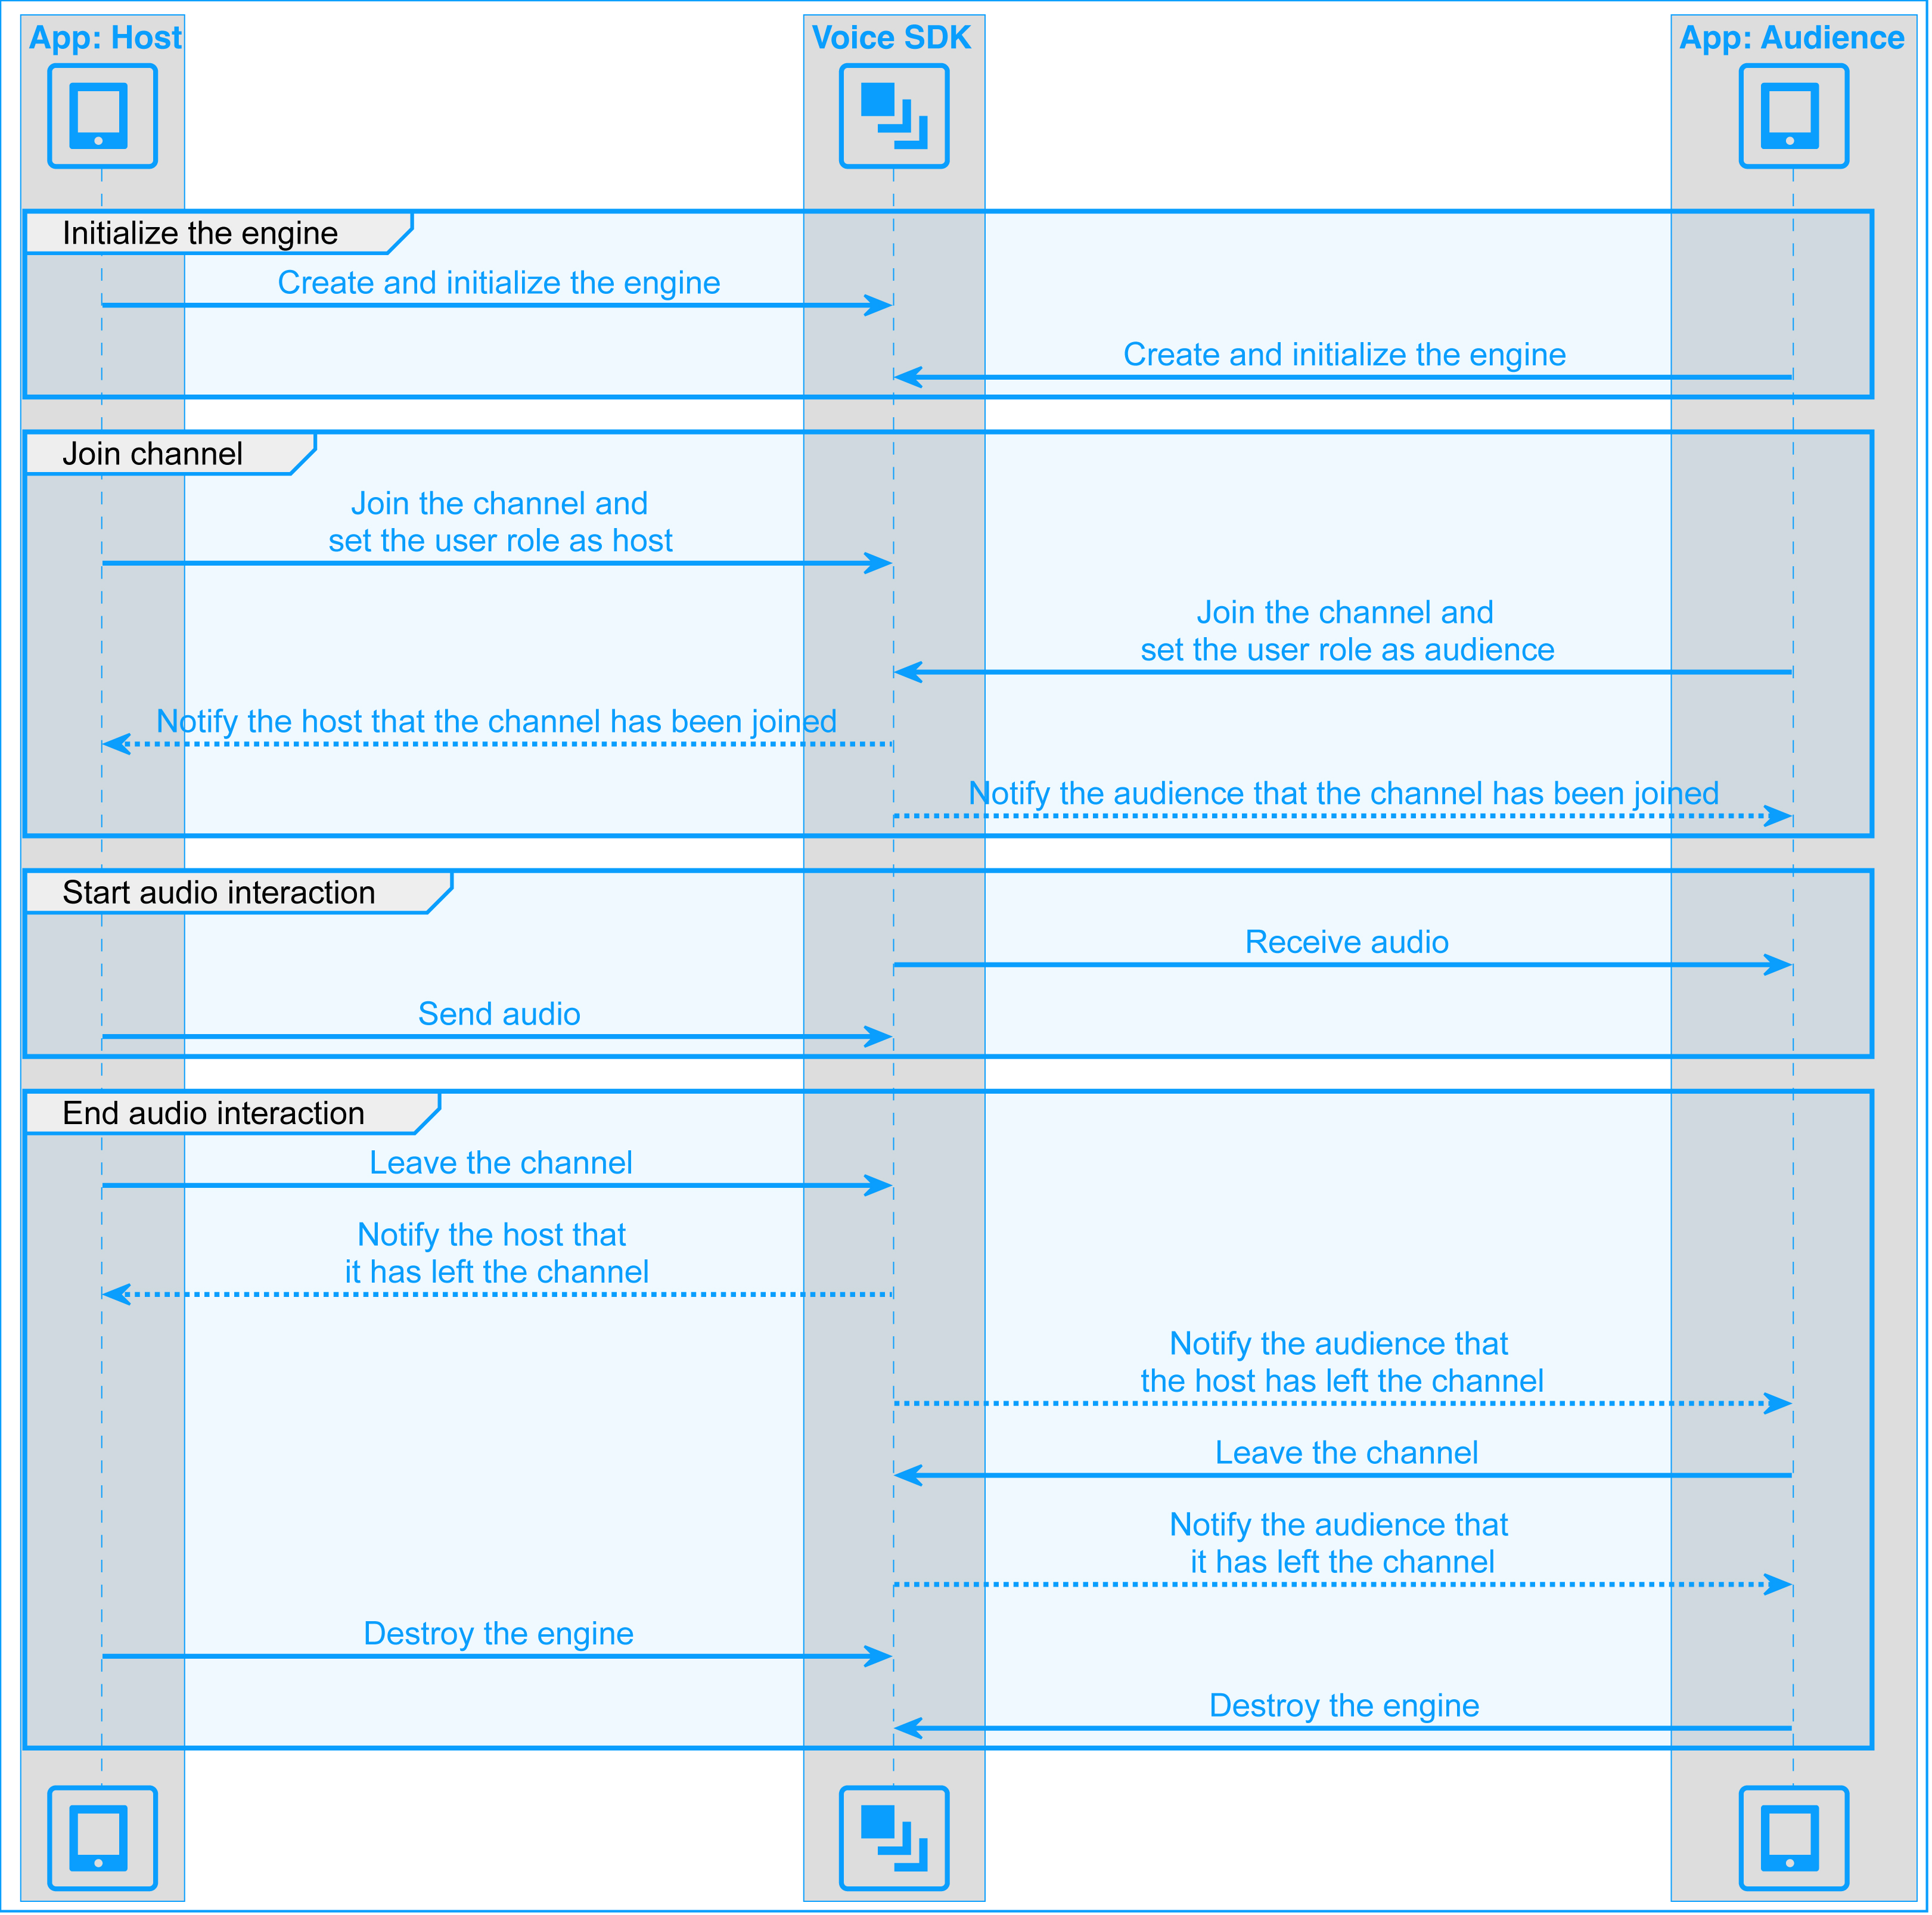 App: Host
Voice SDK
App: Audience
Initialize the engine
Create and initialize the engine
Create and initialize the engine
Join channel
Join the channel and
set the user role as host
Join the channel and
set the user role as audience
Notify the host that the channel has been joined
Notify the audience that the channel has been joined
Start audio interaction
Receive audio
Send audio
End audio interaction
Leave the channel
Notify the host that
it has left the channel
Notify the audience that
the host has left the channel
Leave the channel
Notify the audience that
it has left the channel
Destroy the engine
Destroy the engine